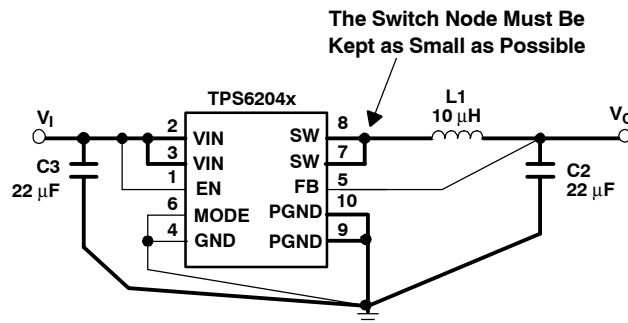 The Switch Node Must Be
Kept as Small as Possible
TPS6204x
L1
10 μH
VI
VO
2 VIN SW 8
3 VIN SW 7
1 EN FB 5
6 MODE PGND 10
4 GND PGND 9
C3
22 μF
C2
22 μF